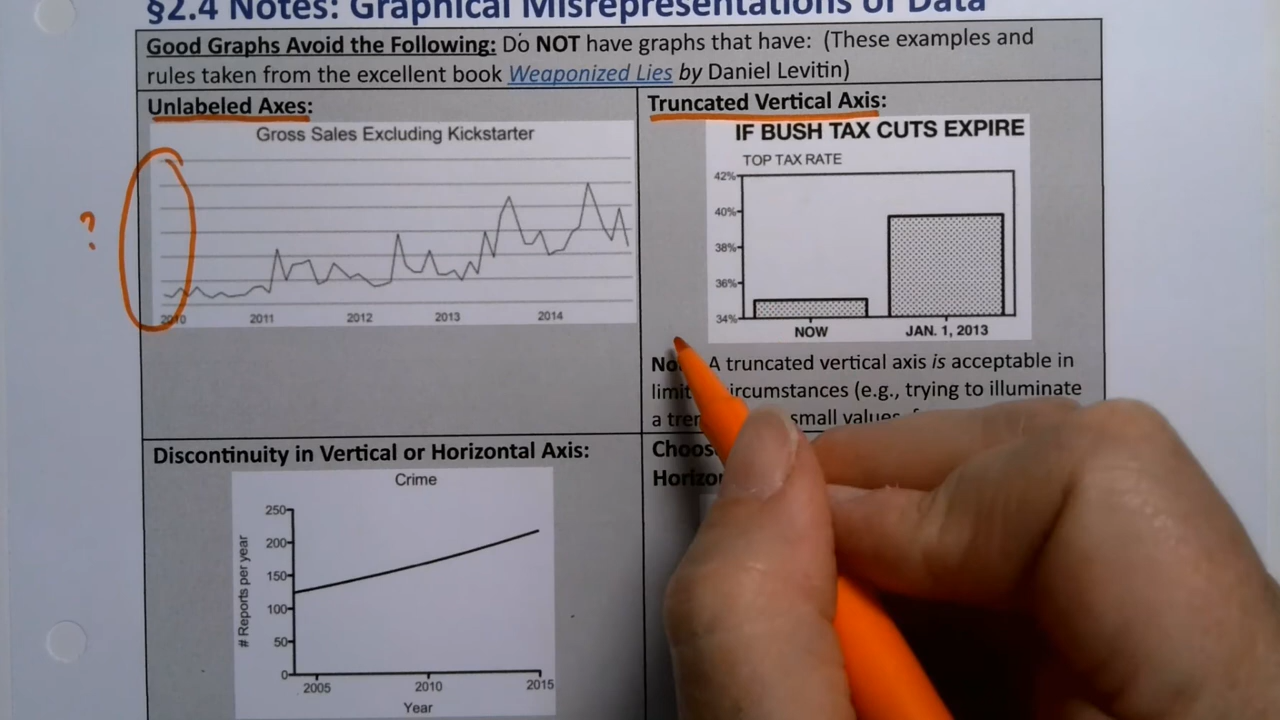 §2.4 Notes: Graphical Misrepresentations of Data
Good Graphs Avoid the Following: Do NOT have graphs that have: (These examples and
rules taken from the excellent book Weaponized Lies by Daniel Levitin)
Unlabeled Axes:
Gross Sales Excluding Kickstarter
?
2010 2011 2012 2013 2014
Truncated Vertical Axis:
IF BUSH TAX CUTS EXPIRE
TOP TAX RATE
42%
40%
38%
36%
34%
NOW JAN. 1, 2013
A truncated vertical axis is acceptable in
(e.g., trying to illuminate
a small
Discontinuity in Vertical or Horizontal Axis:
Crime
250
200
150
100
50
0
# Reports per year
2005 2010 2015
Year